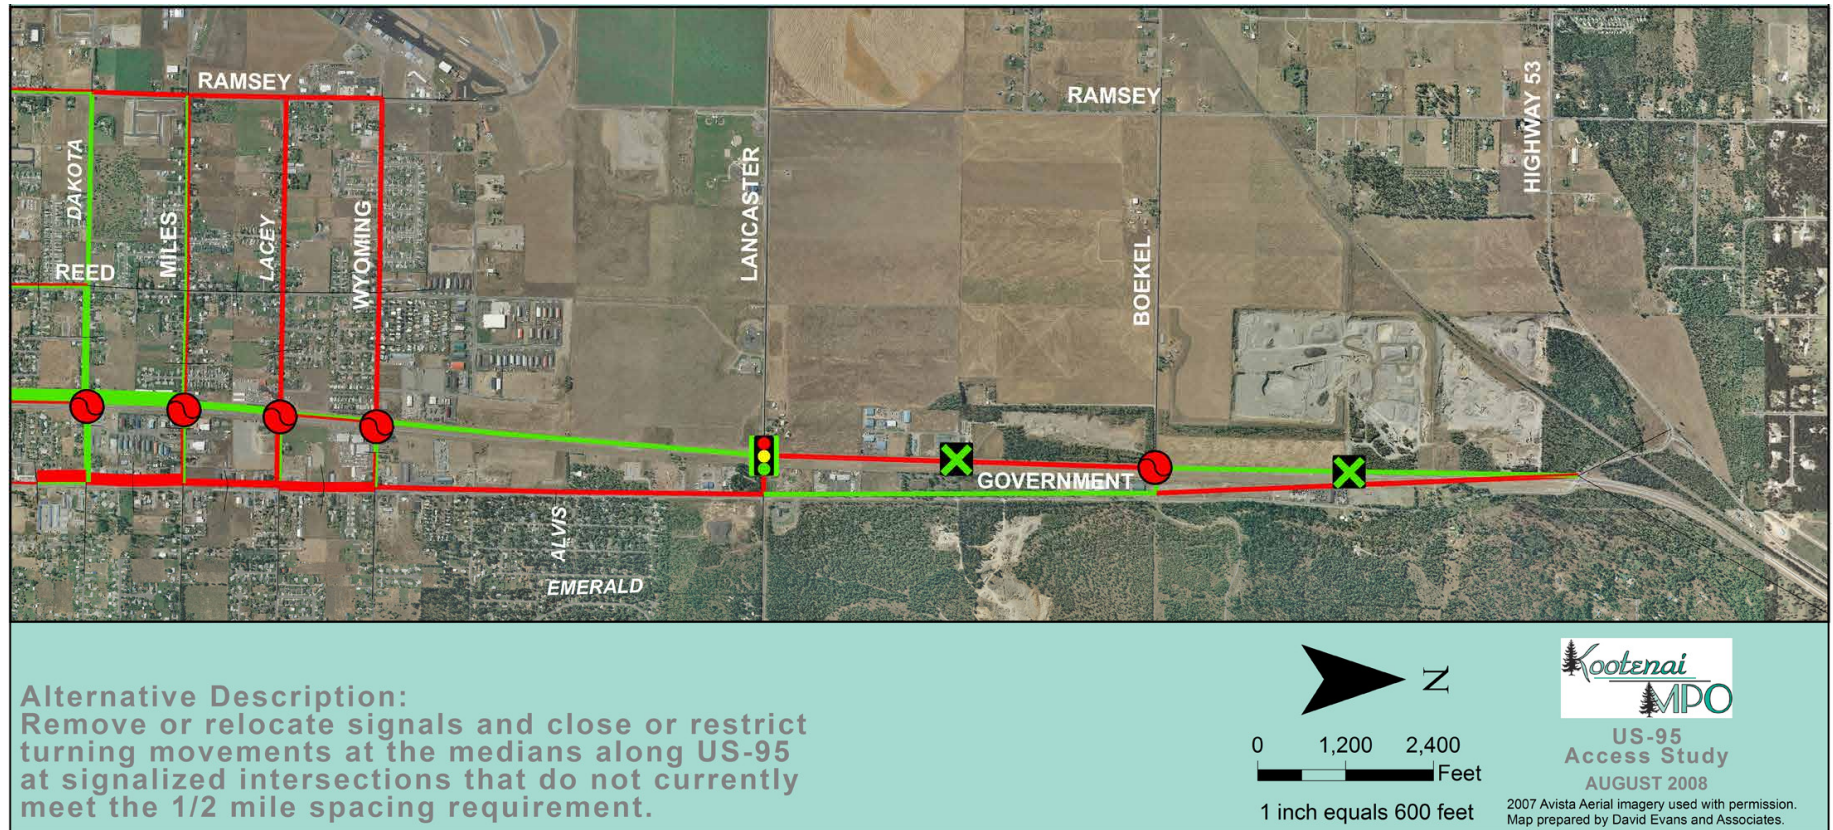 RAMSEY
RAMSEY
HIGHWAY 53
DAKOTA
LANCASTER
MILES
LACEY
WYOMING
BOEKEL
REED
GOVERNMENT
ALVIS
EMERALD
Alternative Description:
Remove or relocate signals and close or restrict
turning movements at the medians along US-95
at signalized intersections that do not currently
meet the 1/2 mile spacing requirement.
N
0 1,200 2,400
Feet
1 inch equals 600 feet
Kootenai
MPO
US-95
Access Study
AUGUST 2008
2007 Avista Aerial imagery used with permission.
Map prepared by David Evans and Associates.